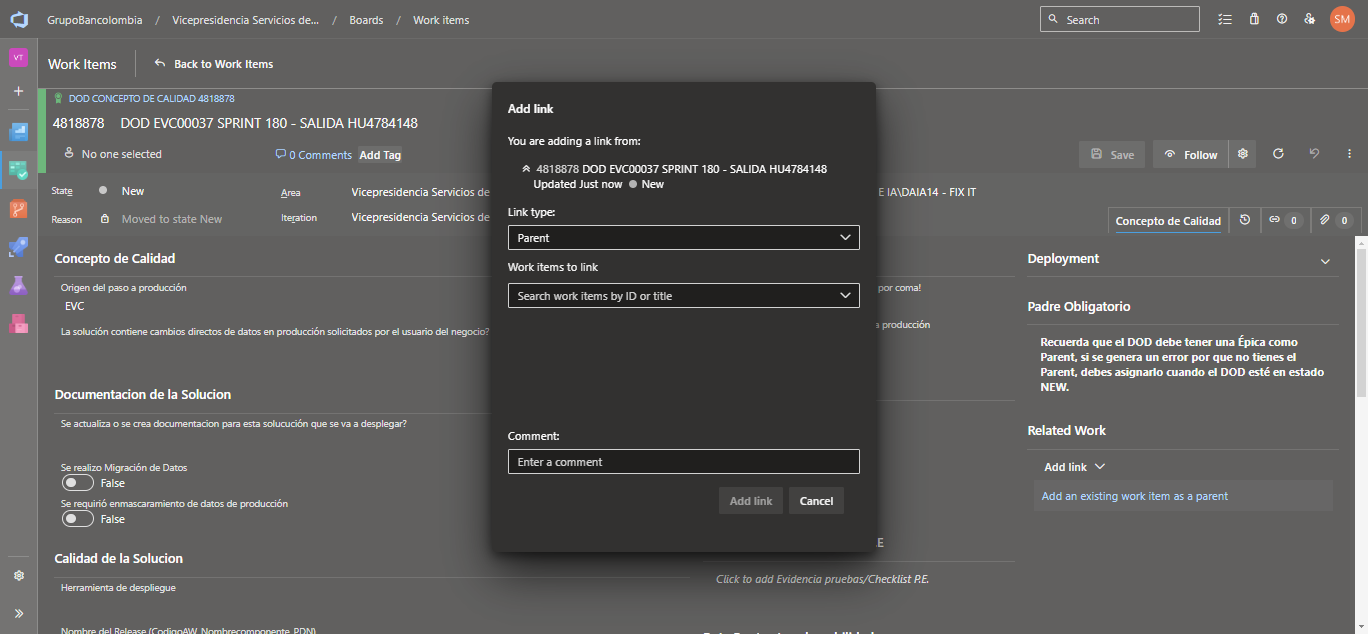 GrupoBancolombia / Vicepresidencia Servicios de... / Boards / Work items
Search
SM
VT
Work Items
Back to Work Items
DOD CONCEPTO DE CALIDAD 4818878
4818878 DOD EVC00037 SPRINT 180 - SALIDA HU4784148
No one selected
0 Comments
Add Tag
Save
Follow
State
New
Area
Vicepresidencia Servicios de
E IA\DAIA14 - FIX IT
Reason
Moved to state New
Iteration
Vicepresidencia Servicios de
Concepto de Calidad
0
0
Concepto de Calidad
Origen del paso a producción
EVC
La solución contiene cambios directos de datos en producción solicitados por el usuario del negocio?
Documentacion de la Solucion
Se actualiza o se crea documentacion para esta solucución que se va a desplegar?
Se realizo Migración de Datos
False
Se requirió enmascaramiento de datos de producción
False
Calidad de la Solucion
Herramienta de despliegue
Nombre del Release (CodigoAW_Nombrecomponente_PDN)
Add link
You are adding a link from:
4818878 DOD EVC00037 SPRINT 180 - SALIDA HU4784148
Updated Just now New
Link type:
Parent
Work items to link
Search work items by ID or title
Comment:
Enter a comment
Add link
Cancel
por coma!
a producción
E
Click to add Evidencia pruebas/Checklist P.E.
Deployment
Padre Obligatorio
Recuerda que el DOD debe tener una Épica como
Parent, si se genera un error por que no tienes el
Parent, debes asignarlo cuando el DOD esté en estado
NEW.
Related Work
Add link
Add an existing work item as a parent